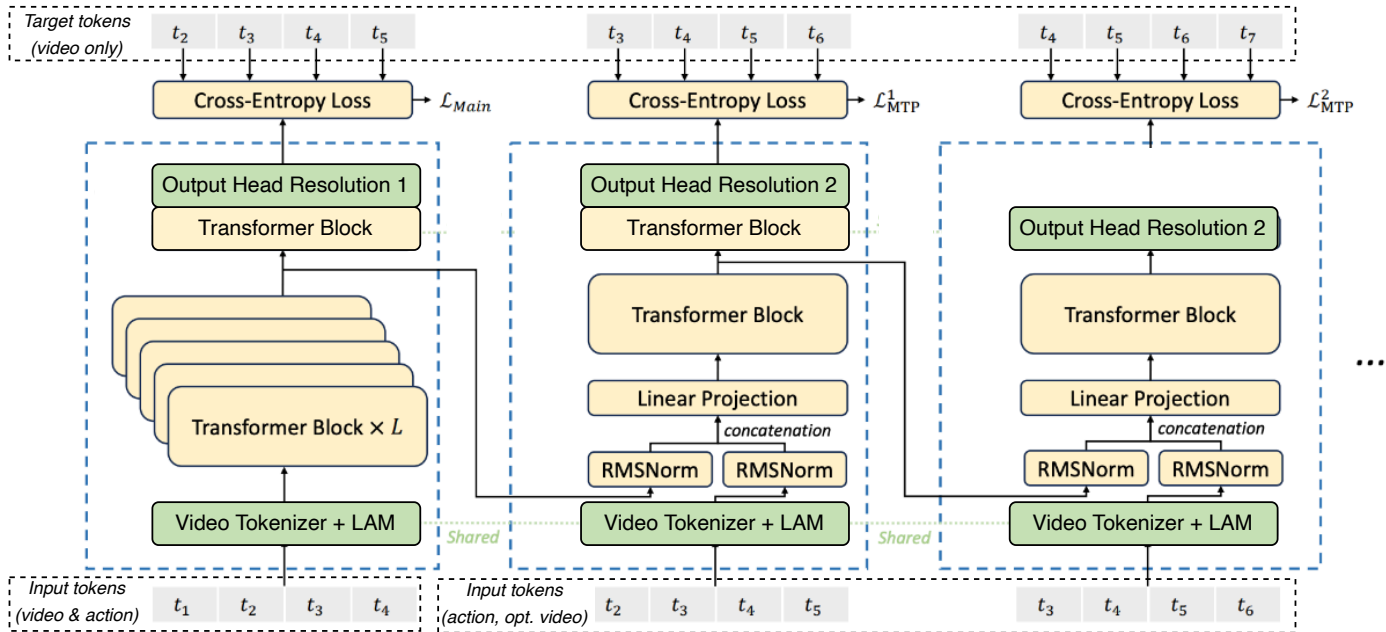 Target tokens
(video only)
t2 t3 t4 t5
t3 t4 t5 t6
t4 t5 t6 t7
Cross-Entropy Loss
ℒMain
Cross-Entropy Loss
ℒ¹MTP
Cross-Entropy Loss
ℒ²MTP
Output Head Resolution 1
Transformer Block
Transformer Block × L
Video Tokenizer + LAM
Shared
Output Head Resolution 2
Transformer Block
Transformer Block
Linear Projection
concatenation
RMSNorm RMSNorm
Video Tokenizer + LAM
Shared
Output Head Resolution 2
Transformer Block
Linear Projection
concatenation
RMSNorm RMSNorm
Video Tokenizer + LAM
...
Input tokens
(video & action)
t1 t2 t3 t4
Input tokens
(action, opt. video)
t2 t3 t4 t5
t3 t4 t5 t6